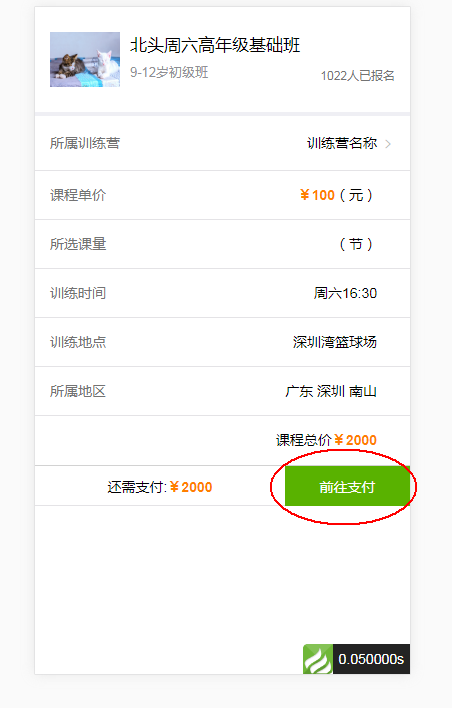 北头周六高年级基础班
9-12岁初级班
1022人已报名
所属训练营 训练营名称
课程单价 ￥100（元）
所选课量 （节）
训练时间 周六16:30
训练地点 深圳湾篮球场
所属地区 广东 深圳 南山
课程总价￥2000
还需支付:￥2000 前往支付
0.050000s